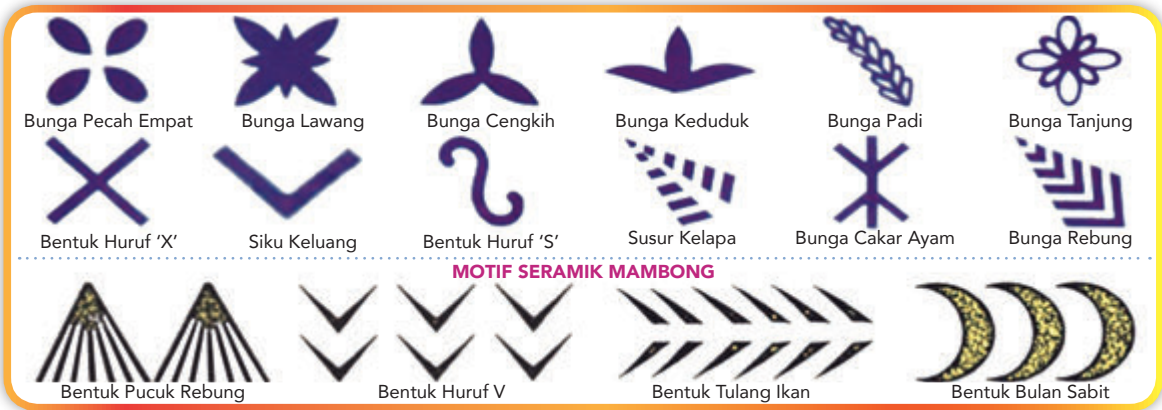 Bunga Pecah Empat
Bunga Lawang
Bunga Cengkih
Bunga Keduduk
Bunga Padi
Bunga Tanjung
Bentuk Huruf ‘X’
Siku Keluang
Bentuk Huruf ‘S’
Susur Kelapa
Bunga Cakar Ayam
Bunga Rebung
MOTIF SERAMIK MAMBONG
Bentuk Pucuk Rebung
Bentuk Huruf V
Bentuk Tulang Ikan
Bentuk Bulan Sabit